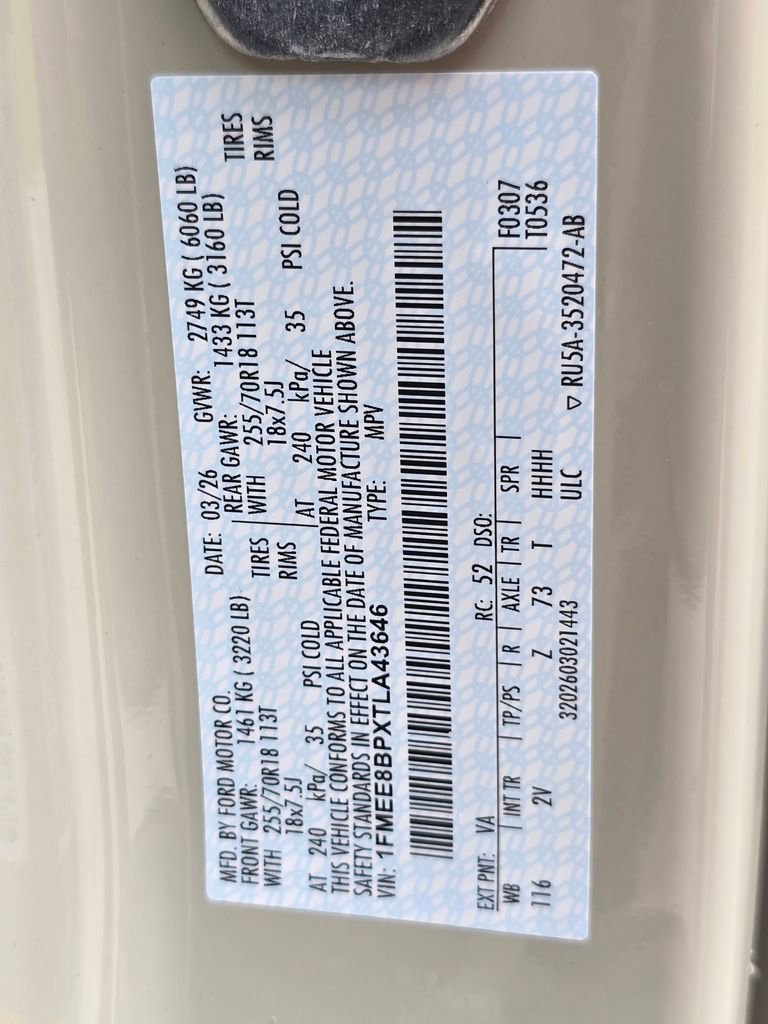 MFD. BY FORD MOTOR CO.
DATE: 03/26 GVWR: 2749 KG ( 6060 LB)
FRONT GAWR: 1461 KG ( 3220 LB) REAR GAWR: 1433 KG ( 3160 LB)
WITH 255/70R18 113T TIRES WITH 255/70R18 113T TIRES
18x7.5J RIMS 18x7.5J RIMS
AT 240 kPa/ 35 PSI COLD AT 240 kPa/ 35 PSI COLD
THIS VEHICLE CONFORMS TO ALL APPLICABLE FEDERAL MOTOR VEHICLE
SAFETY STANDARDS IN EFFECT ON THE DATE OF MANUFACTURE SHOWN ABOVE.
VIN: 1FMEE8BPXTLA43646 TYPE: MPV
EXT PNT: VA RC: 52 DSO: F0307
WB INT TR TP/PS R AXLE TR SPR T0536
116 2V Z 73 T HHHH
3202603021443 ULC ▽ RU5A-3520472-AB